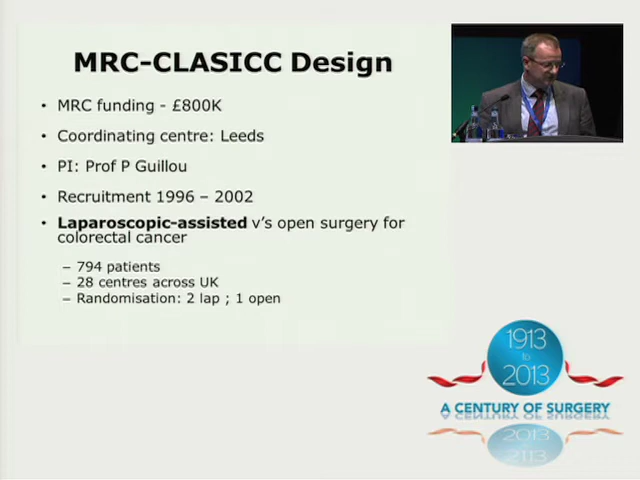 MRC-CLASICC Design
• MRC funding - £800K
• Coordinating centre: Leeds
• PI: Prof P Guillou
• Recruitment 1996 – 2002
• Laparoscopic-assisted v's open surgery for
colorectal cancer
– 794 patients
– 28 centres across UK
– Randomisation: 2 lap ; 1 open
1913
to
2013
A CENTURY OF SURGERY